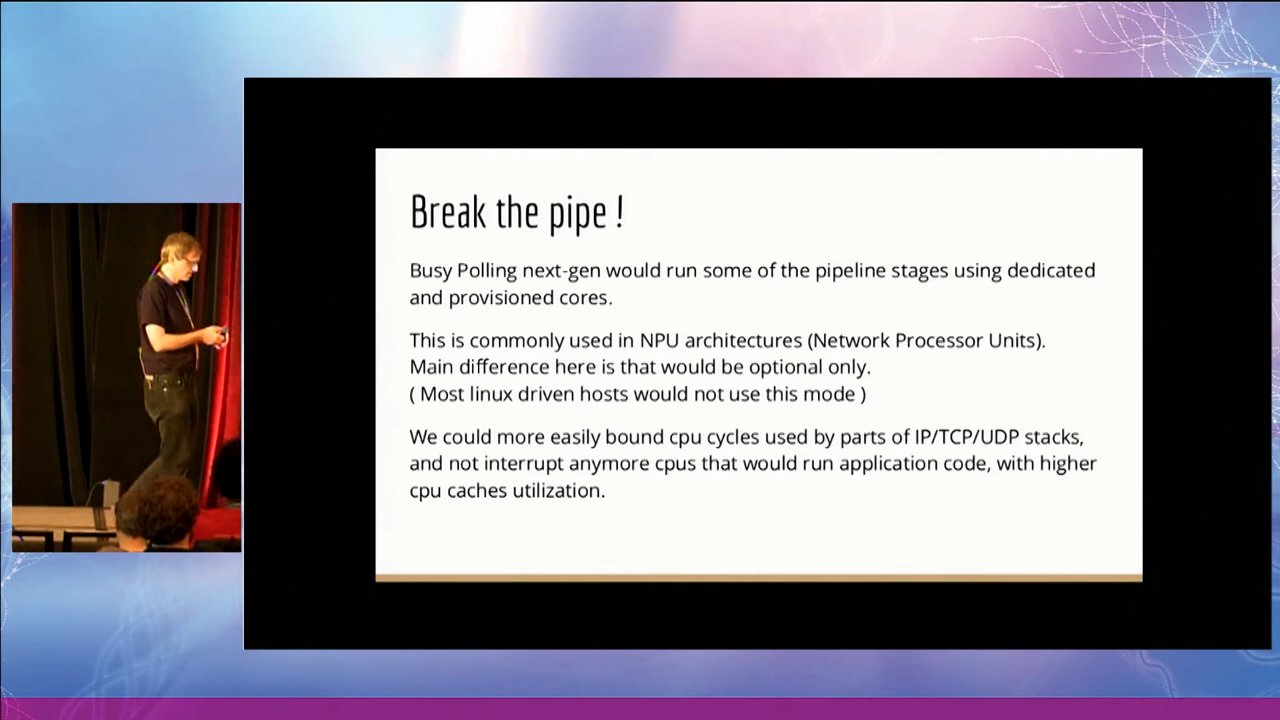 Break the pipe !
Busy Polling next-gen would run some of the pipeline stages using dedicated
and provisioned cores.
This is commonly used in NPU architectures (Network Processor Units).
Main difference here is that would be optional only.
( Most linux driven hosts would not use this mode )
We could more easily bound cpu cycles used by parts of IP/TCP/UDP stacks,
and not interrupt anymore cpus that would run application code, with higher
cpu caches utilization.